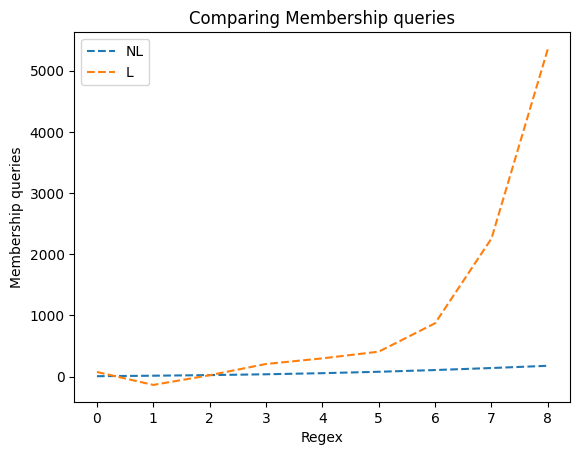 Comparing Membership queries
NL
L
Membership queries
5000
4000
3000
2000
1000
0
0 1 2 3 4 5 6 7 8
Regex